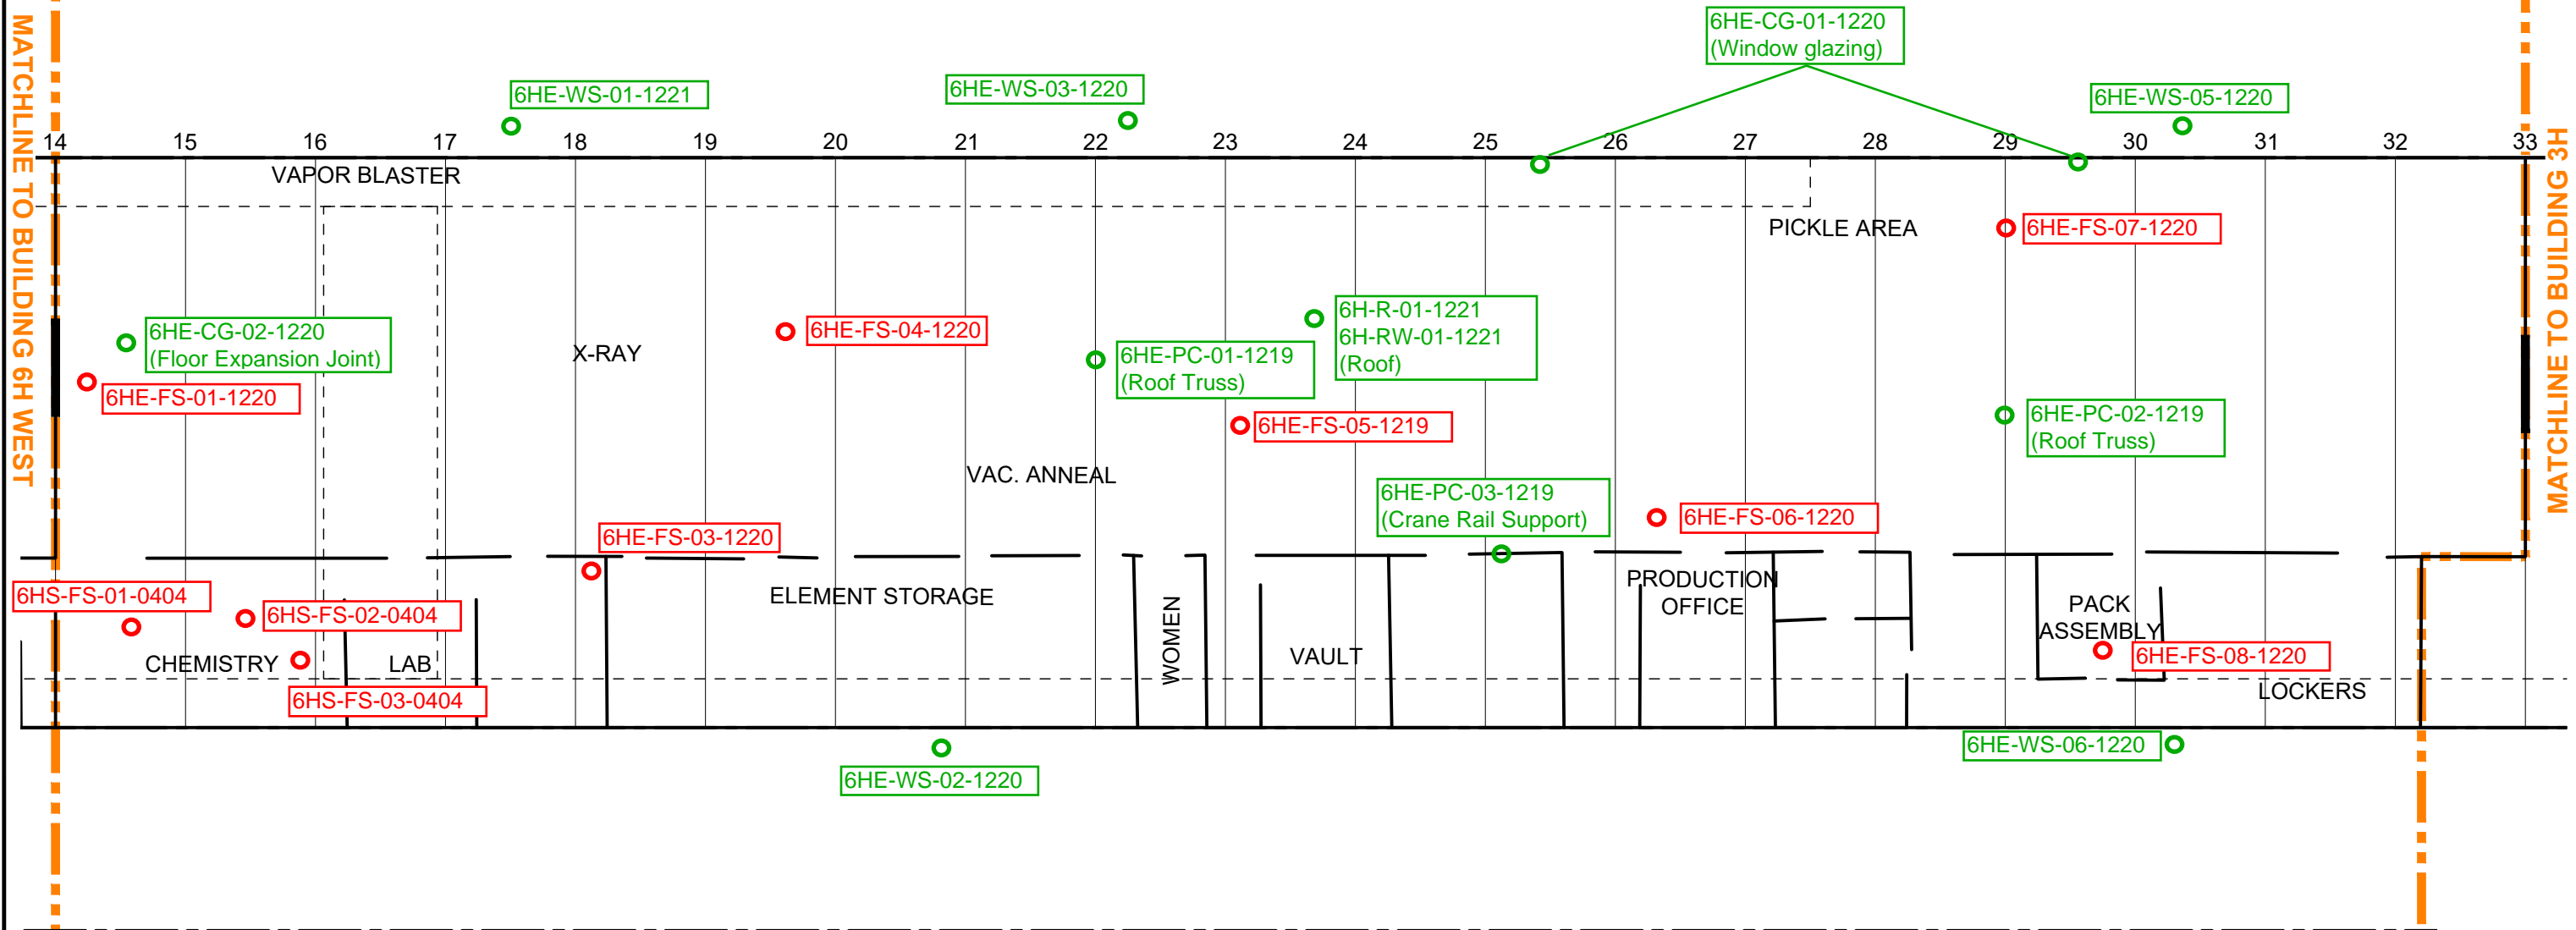 6HE-CG-01-1220
(Window glazing)
6HE-WS-01-1221
6HE-WS-03-1220
6HE-WS-05-1220
14 15 16 17 18 19 20 21 22 23 24 25 26 27 28 29 30 31 32 33
MATCHLINE TO BUILDING 6H WEST
MATCHLINE TO BUILDING 3H
VAPOR BLASTER
PICKLE AREA
6HE-FS-07-1220
6HE-CG-02-1220
(Floor Expansion Joint)
6HE-FS-01-1220
X-RAY
6HE-FS-04-1220
6HE-PC-01-1219
(Roof Truss)
6H-R-01-1221
6H-RW-01-1221
(Roof)
6HE-FS-05-1219
6HE-PC-02-1219
(Roof Truss)
VAC. ANNEAL
6HE-PC-03-1219
(Crane Rail Support)
6HE-FS-06-1220
6HE-FS-03-1220
6HS-FS-01-0404
6HS-FS-02-0404
ELEMENT STORAGE
WOMEN
PRODUCTION
OFFICE
PACK
ASSEMBLY
CHEMISTRY
LAB
VAULT
6HE-FS-08-1220
6HS-FS-03-0404
LOCKERS
6HE-WS-02-1220
6HE-WS-06-1220